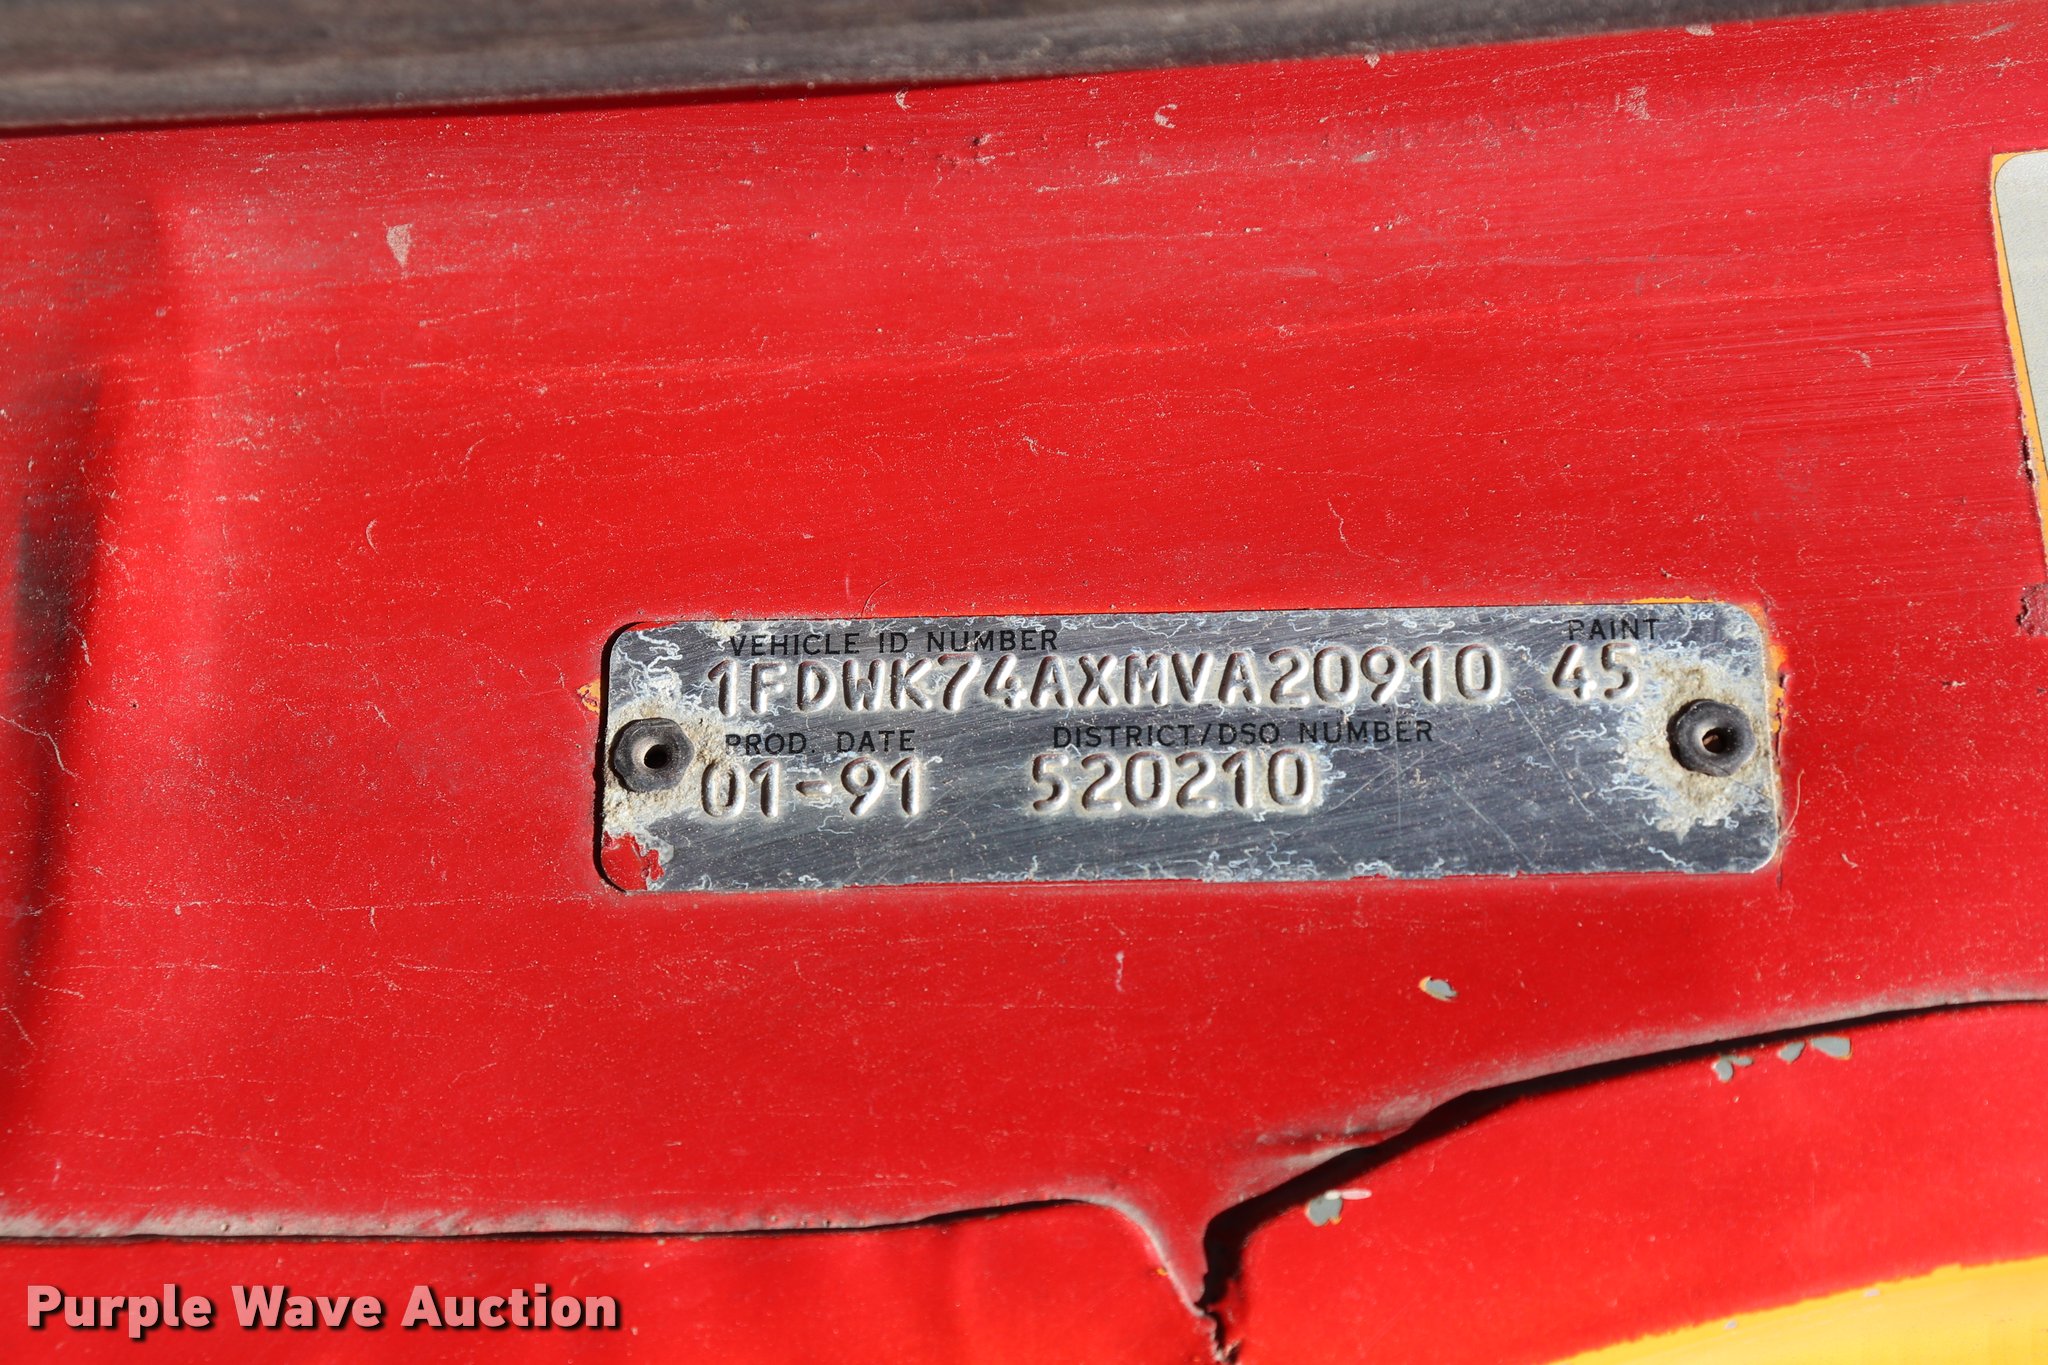 VEHICLE ID NUMBER PAINT
1FDWK74AXMVA20910 45
PROD. DATE DISTRICT/DSO NUMBER
01-91 520210
Purple Wave Auction